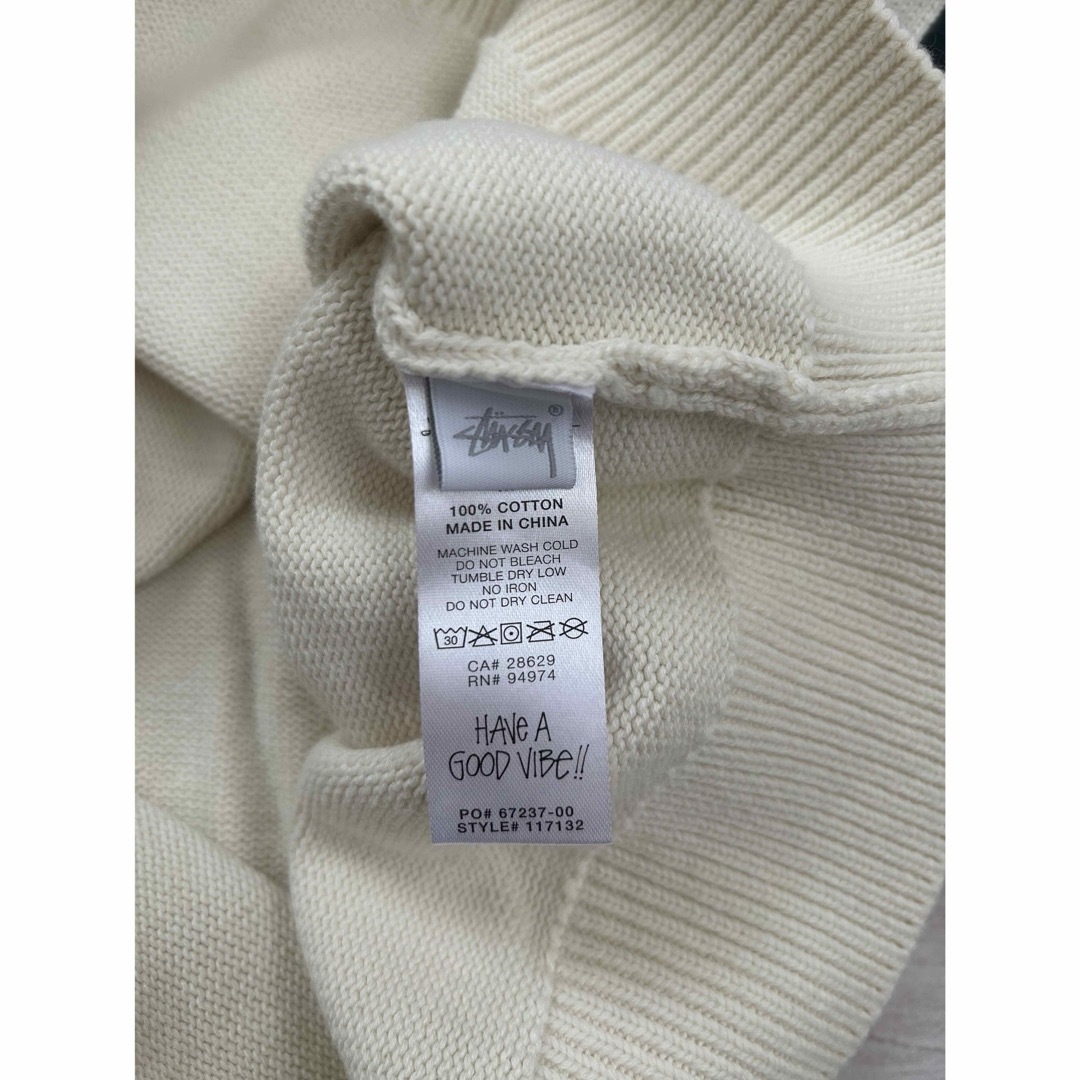 Stüssy ®
100% COTTON
MADE IN CHINA
MACHINE WASH COLD
DO NOT BLEACH
TUMBLE DRY LOW
NO IRON
DO NOT DRY CLEAN
30
CA# 28629
RN# 94974
HAVE A
GOOD VIBE!!
PO# 67237-00
STYLE# 117132